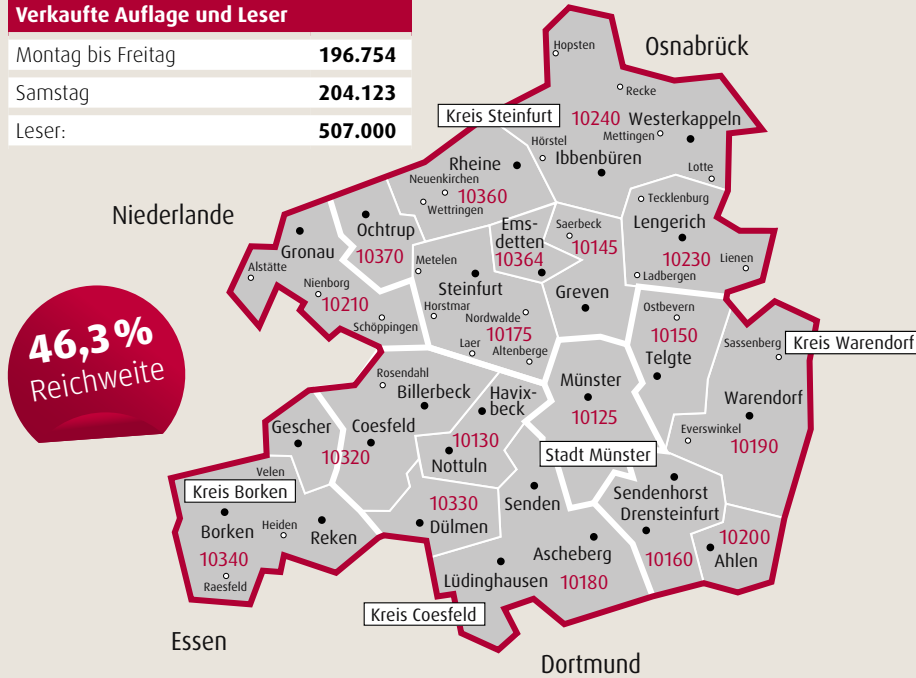 Verkaufte Auflage und Leser
Montag bis Freitag 196.754
Samstag 204.123
Leser: 507.000
Osnabrück
Hopsten
Recke
Kreis Steinfurt
10240
Westerkappeln
Mettingen
Hörstel
Ibbenbüren
Lotte
Rheine
Neuenkirchen
10360
Wettringen
Tecklenburg
Niederlande
Ochtrup
10370
Ems-
detten
10364
Saerbeck
10145
Lengerich
10230
Lienen
Ladbergen
Gronau
Alstätte
Nienborg
10210
Schöppingen
Metelen
Steinfurt
Horstmar
Nordwalde
10175
Laer
Altenberge
Greven
Ostbevern
10150
Telgte
Sassenberg
Kreis Warendorf
46,3 %
Reichweite
Rosendahl
Billerbeck
Havix-
beck
Münster
10125
Warendorf
Everswinkel
10190
Gescher
Coesfeld
10320
10130
Nottuln
Stadt Münster
Velen
Kreis Borken
10330
Dülmen
Senden
Sendenhorst
Drensteinfurt
Borken
Heiden
Reken
10340
Raesfeld
Ascheberg
Lüdinghausen
10180
10160
10200
Ahlen
Kreis Coesfeld
Essen
Dortmund